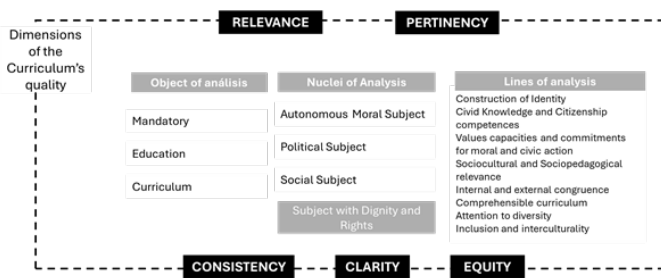 RELEVANCE
PERTINENCY
Dimensions
of the
Curriculum's
quality
Object of análisis
Mandatory
Education
Curriculum
Nuclei of Analysis
Autonomous Moral Subject
Political Subject
Social Subject
Subject with Dignity and
Rights
Lines of analysis
Construction of Identity
Civid Knowledge and Citizenship
competences
Values capacities and commitments
for moral and civic action
Sociocultural and Sociopedagogical
relevance
Internal and external congruence
Comprehensible curriculum
Attention to diversity
Inclusion and interculturality
CONSISTENCY
CLARITY
EQUITY